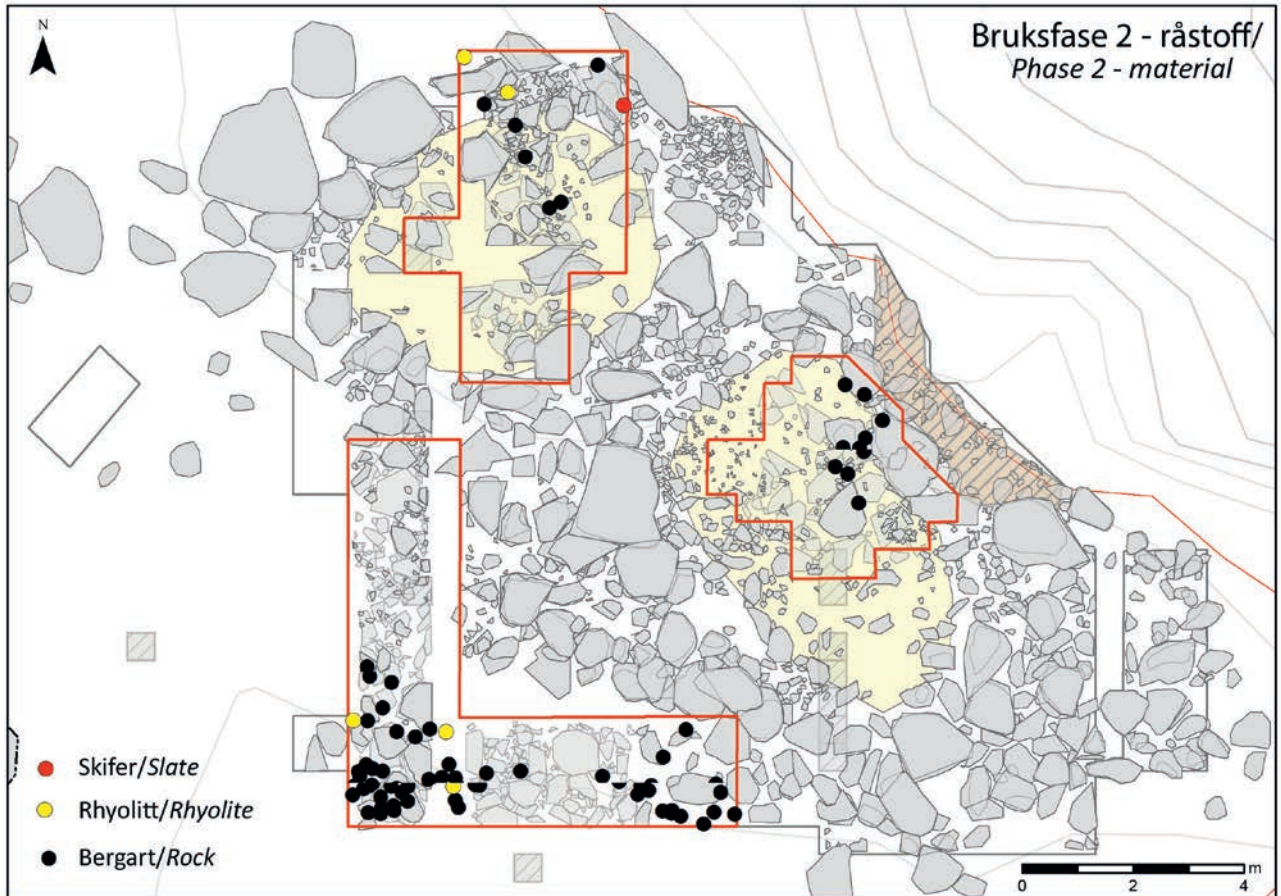 N
Bruksfase 2 - råstoff/
Phase 2 - material
Skifer/Slate
Rhyolitt/Rhyolite
Bergart/Rock
0 2 4 m